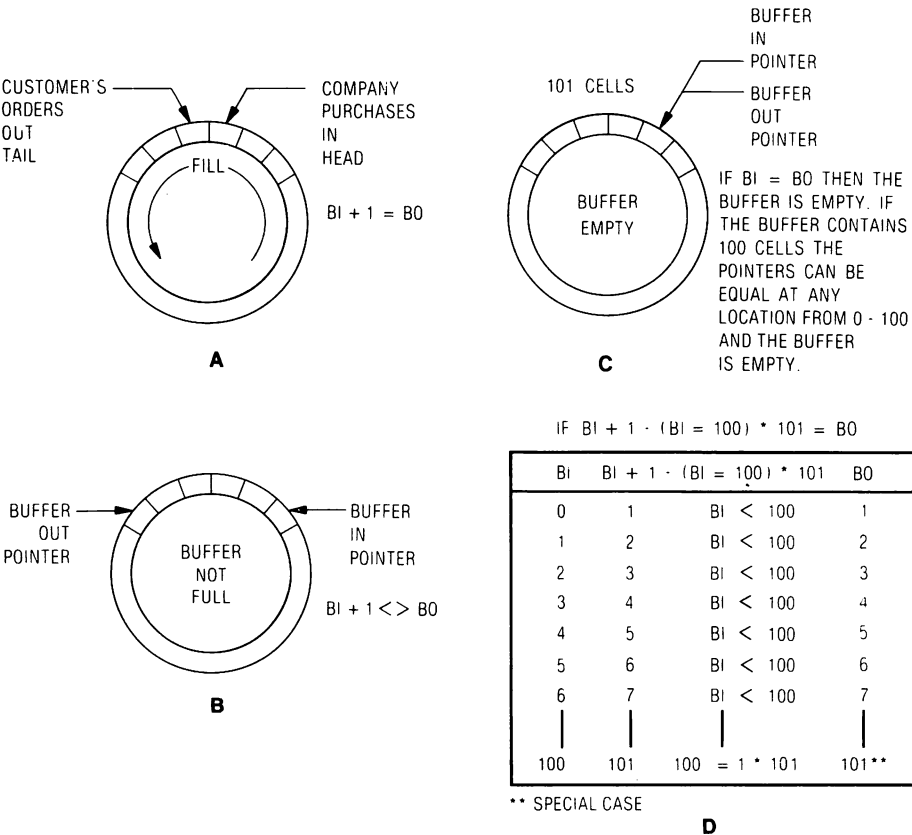 CUSTOMER'S
ORDERS
OUT
TAIL
COMPANY
PURCHASES
IN
HEAD
FILL
BI + 1 = BO
A
BUFFER
IN
POINTER
BUFFER
OUT
POINTER
101 CELLS
BUFFER
EMPTY
IF BI = BO THEN THE
BUFFER IS EMPTY. IF
THE BUFFER CONTAINS
100 CELLS THE
POINTERS CAN BE
EQUAL AT ANY
LOCATION FROM 0 - 100
AND THE BUFFER
IS EMPTY.
C
BUFFER
OUT
POINTER
BUFFER
IN
POINTER
BUFFER
NOT
FULL
BI + 1 <> BO
B
IF BI + 1 - (BI = 100) * 101 = BO
BI BI + 1 - (BI = 100) * 101 BO
0 1 BI < 100 1
1 2 BI < 100 2
2 3 BI < 100 3
3 4 BI < 100 4
4 5 BI < 100 5
5 6 BI < 100 6
6 7 BI < 100 7
100 101 100 = 1 * 101 101**
** SPECIAL CASE
D